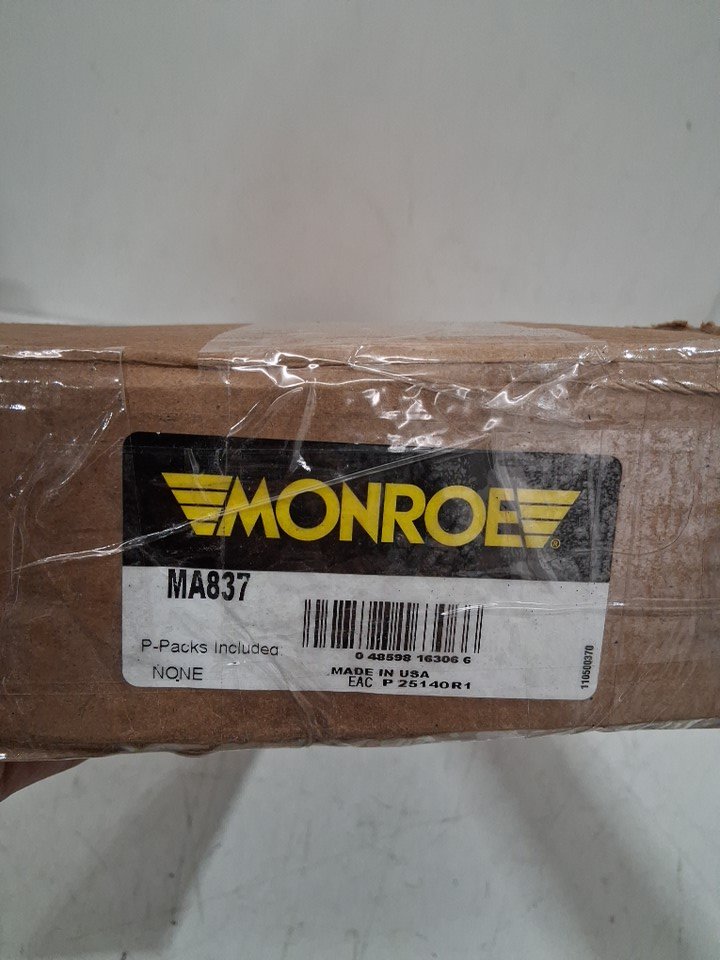 MONROE®
MA837
P-Packs Included:
NONE
0 48598 16306 6
MADE IN USA
EAC P 25140R1
110500370